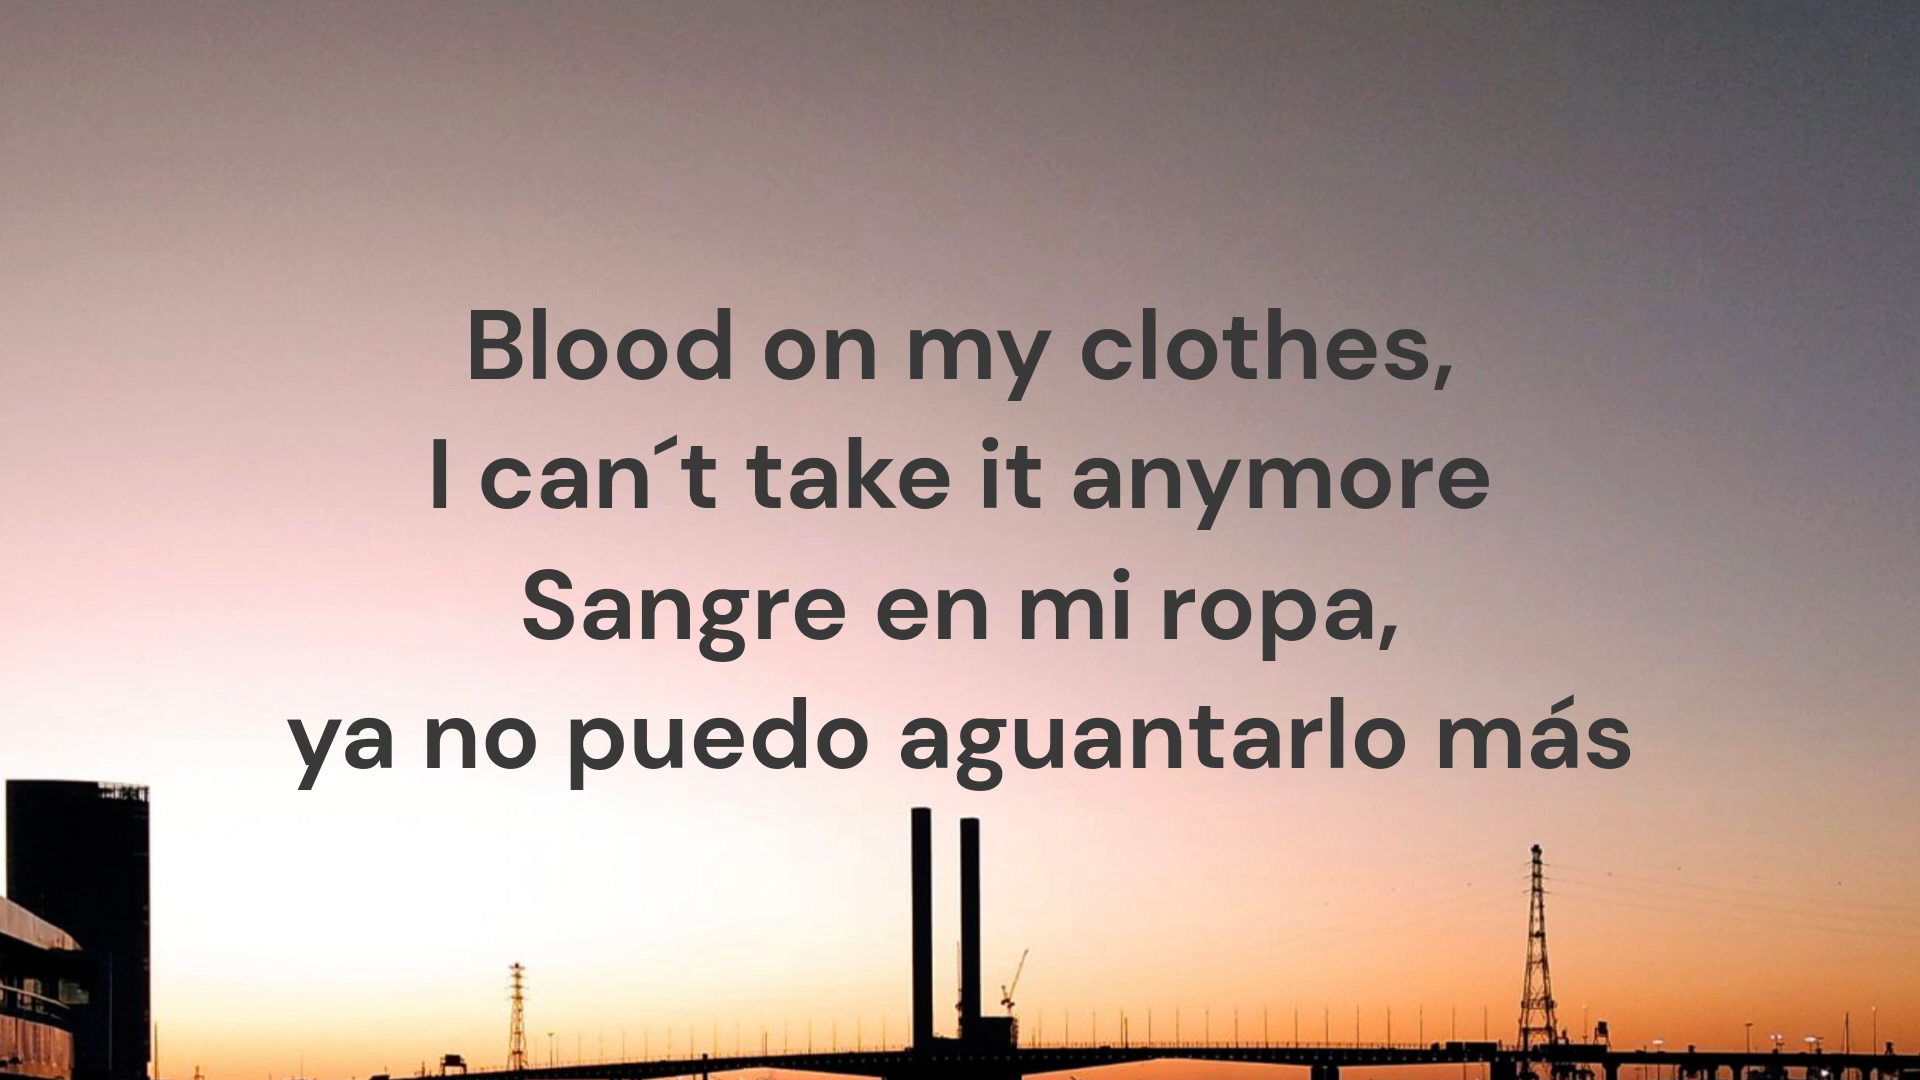 Blood on my clothes,
I can´t take it anymore
Sangre en mi ropa,
ya no puedo aguantarlo más